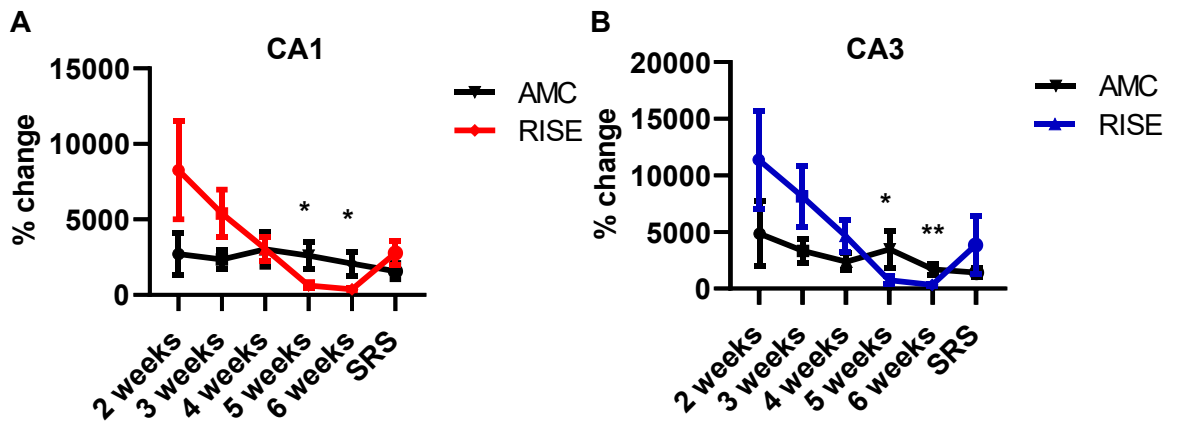 A
CA1
15000
10000
5000
0
% change
AMC
RISE
*
*
2 weeks
3 weeks
4 weeks
5 weeks
6 weeks
SRS
B
CA3
20000
15000
10000
5000
0
% change
AMC
RISE
*
**
2 weeks
3 weeks
4 weeks
5 weeks
6 weeks
SRS